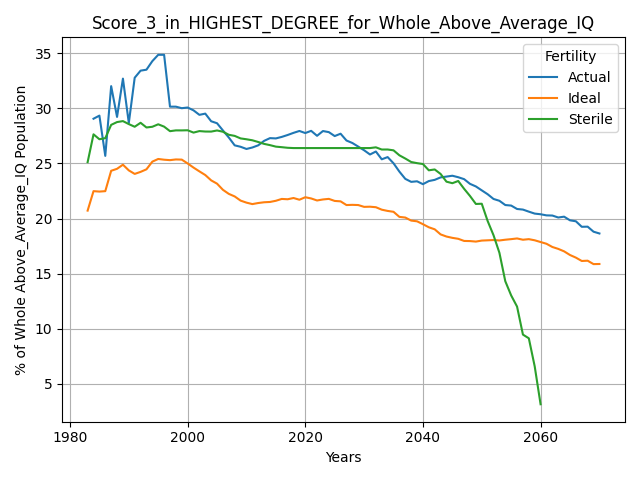 Score_3_in_HIGHEST_DEGREE_for_Whole_Above_Average_IQ
% of Whole Above_Average_IQ Population
35
30
25
20
15
10
5
1980
2000
2020
2040
2060
Years
Fertility
Actual
Ideal
Sterile